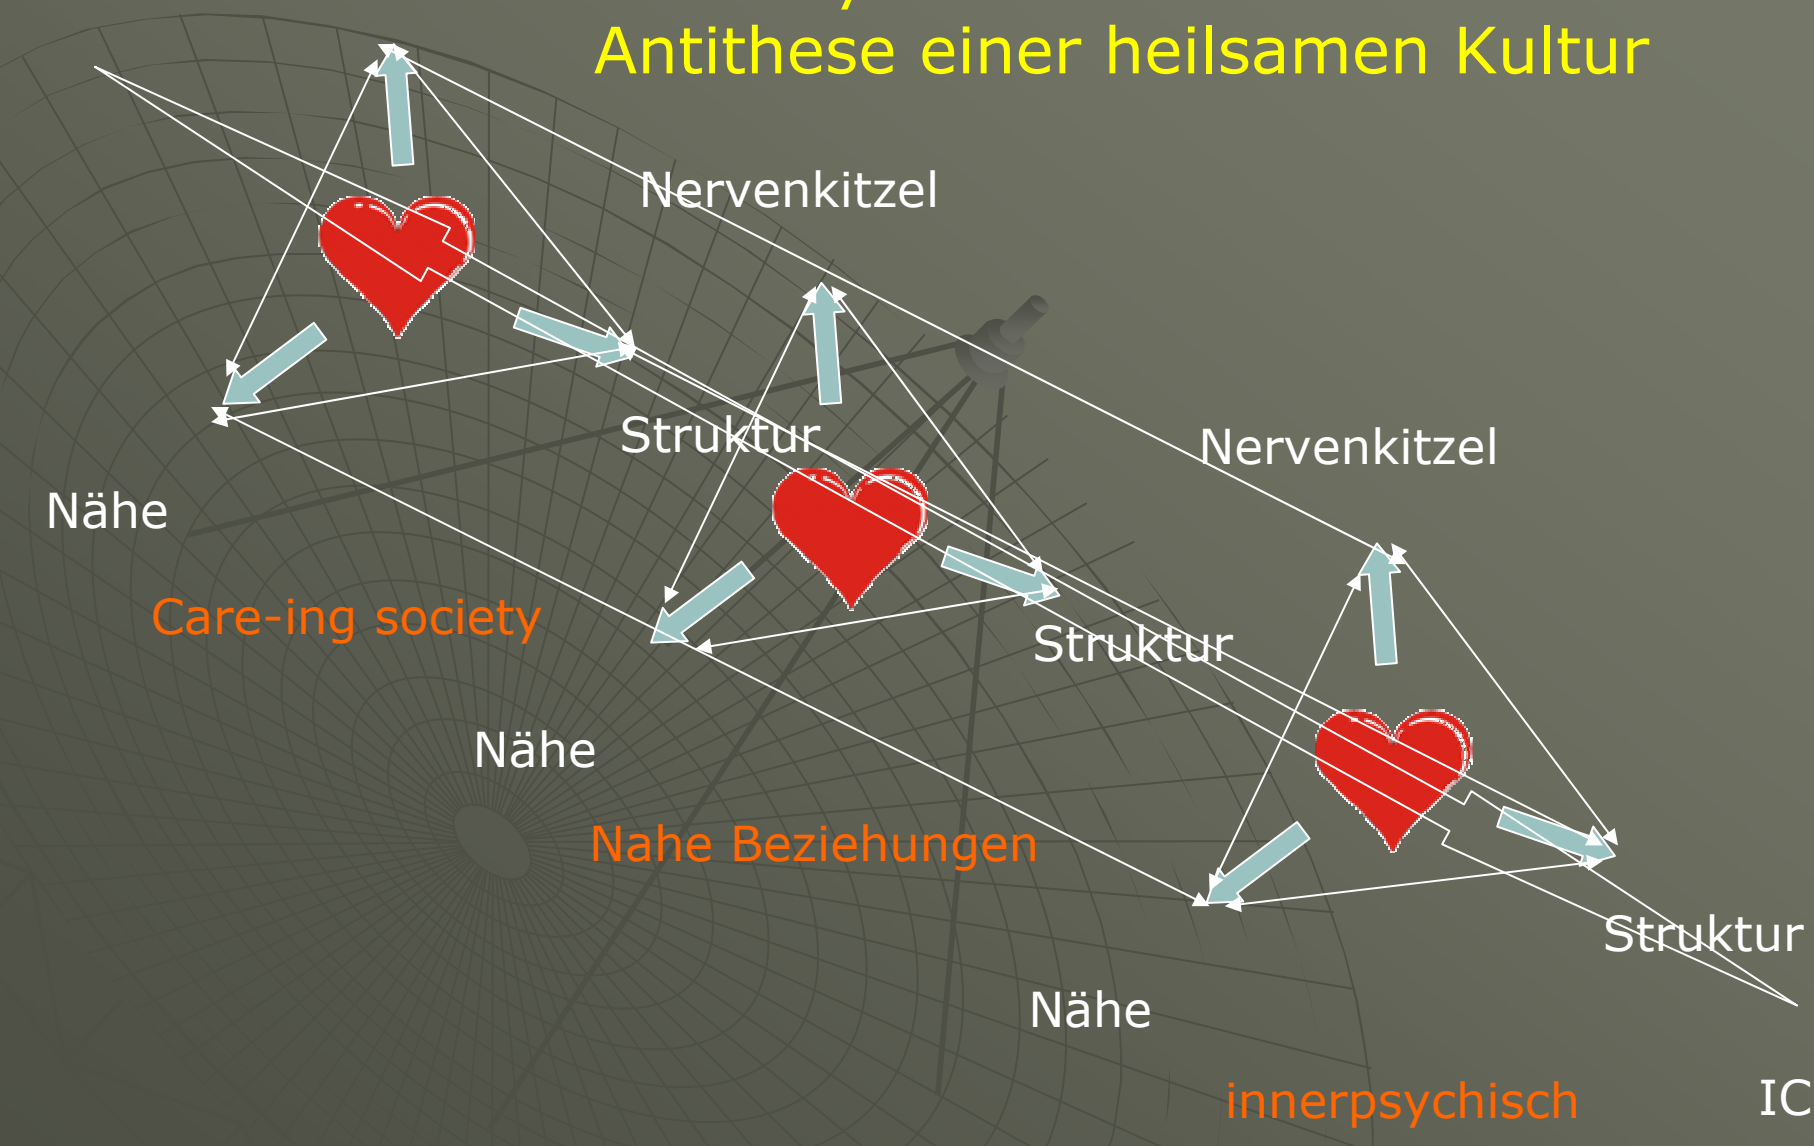 Antithese einer heilsamen Kultur
Nervenkitzel
Struktur
Nervenkitzel
Nähe
Care-ing society
Struktur
Nähe
Nahe Beziehungen
Struktur
Nähe
innerpsychisch
IC